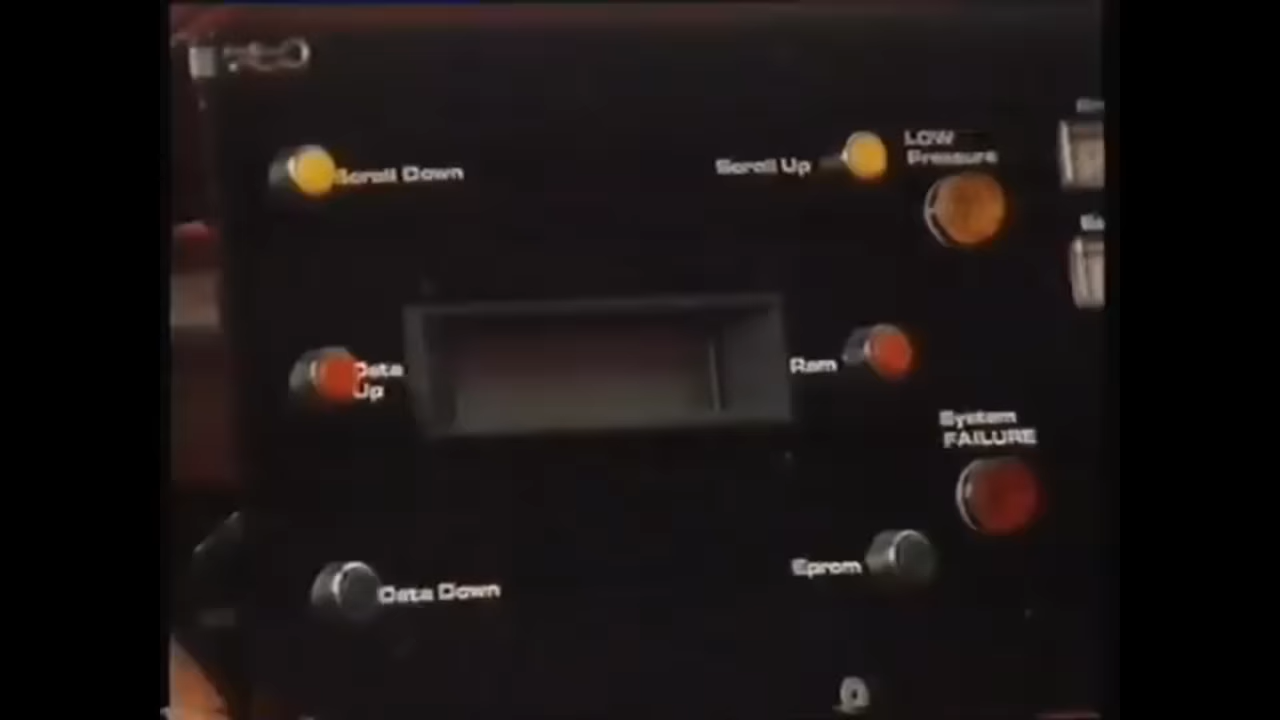 Scroll Down
Scroll Up
LOW
Pressure
Data
Up
Ram
System
FAILURE
Eprom
Data Down